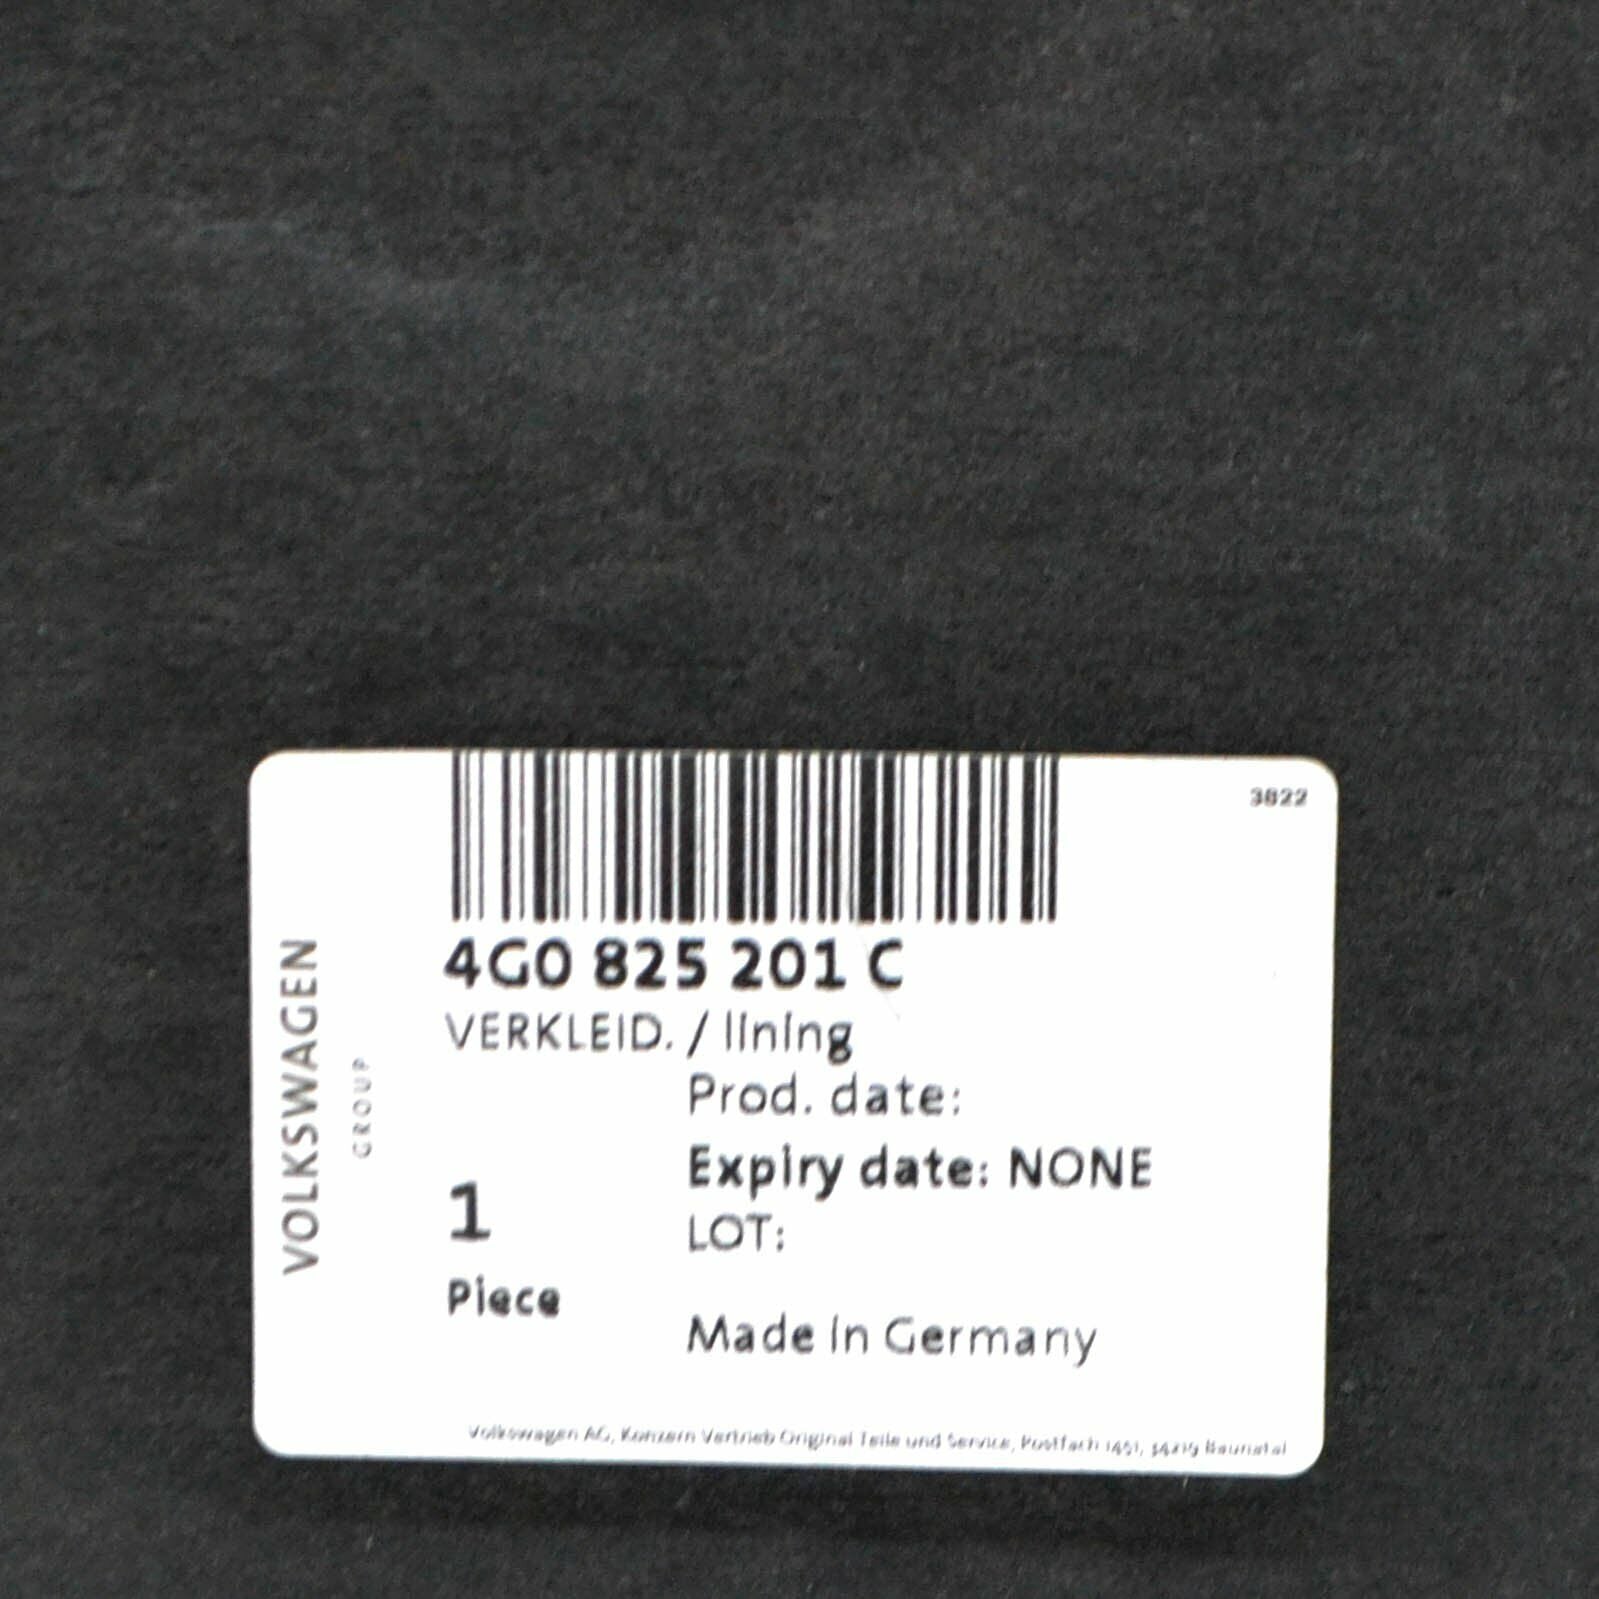 3822
4G0 825 201 C
VERKLEID. / lining
Prod. date:
Expiry date: NONE
LOT:
1
Piece
Made in Germany
VOLKSWAGEN
GROUP
Volkswagen AG, Konzern Vertrieb Original Teile und Service, Postfach 1451, 34219 Baunatal